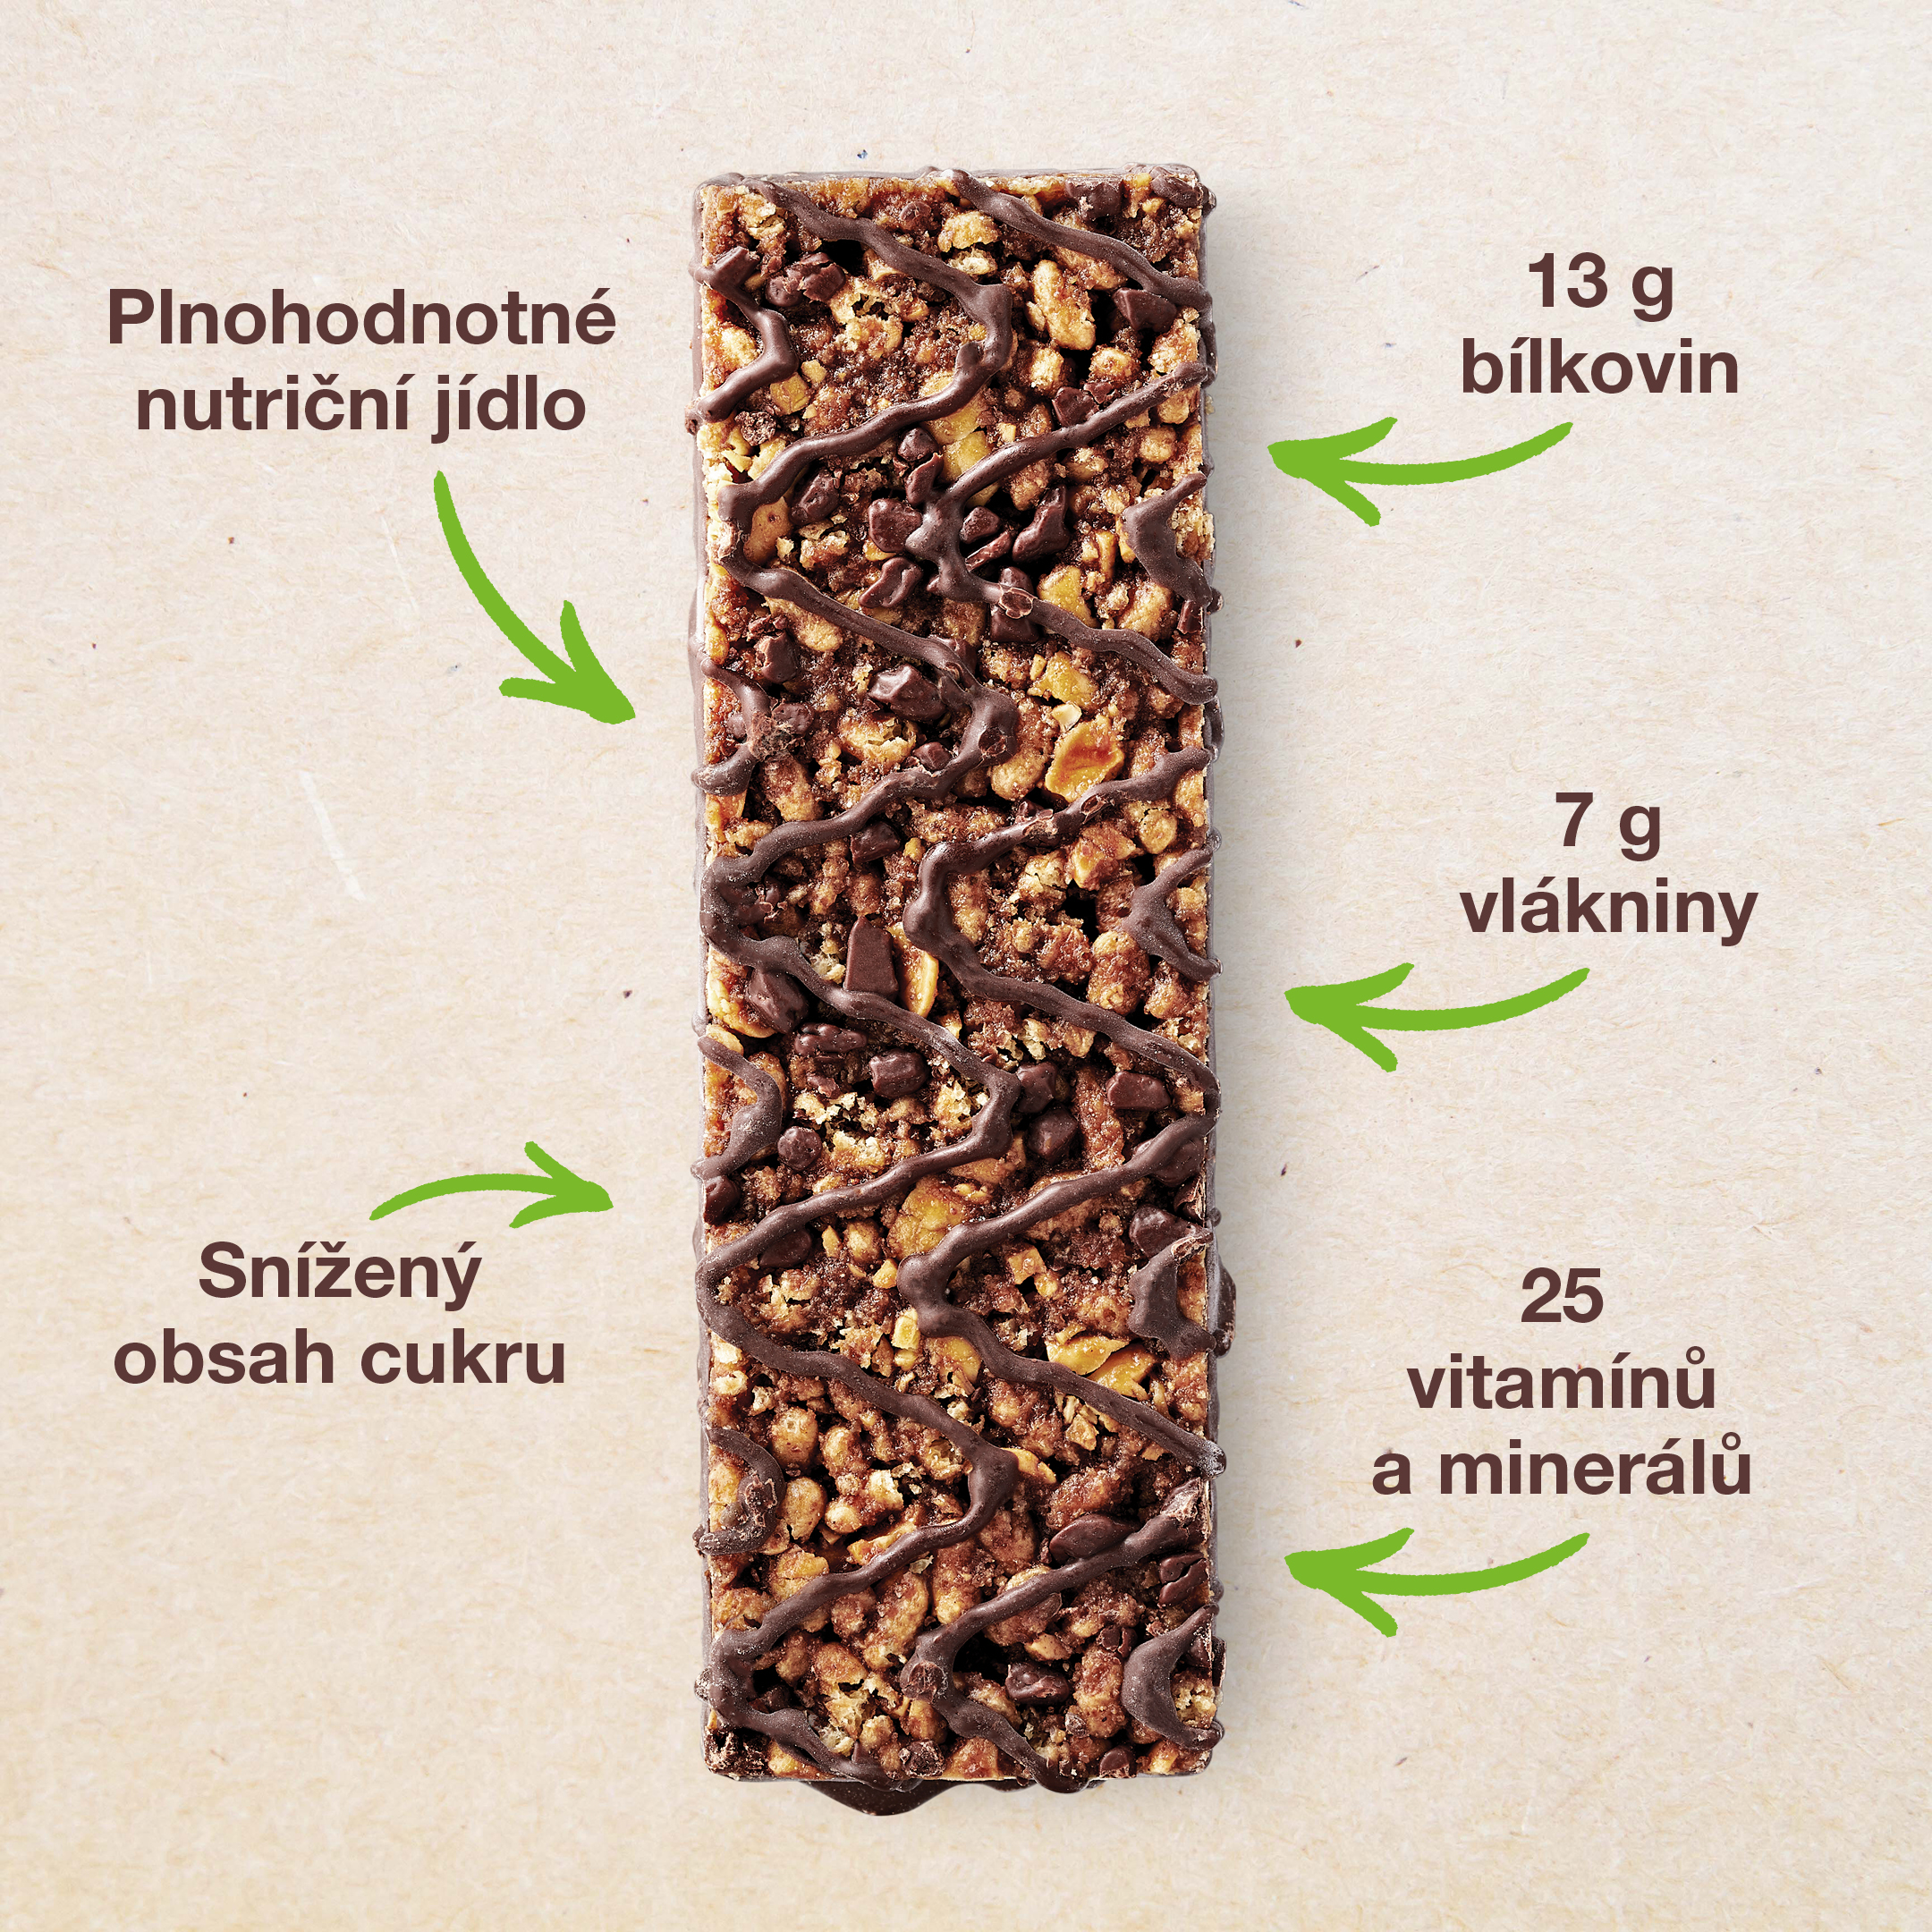 Plnohodnotné
nutriční jídlo
13 g
bílkovin
7 g
vlákniny
Snížený
obsah cukru
25
vitamínů
a minerálů